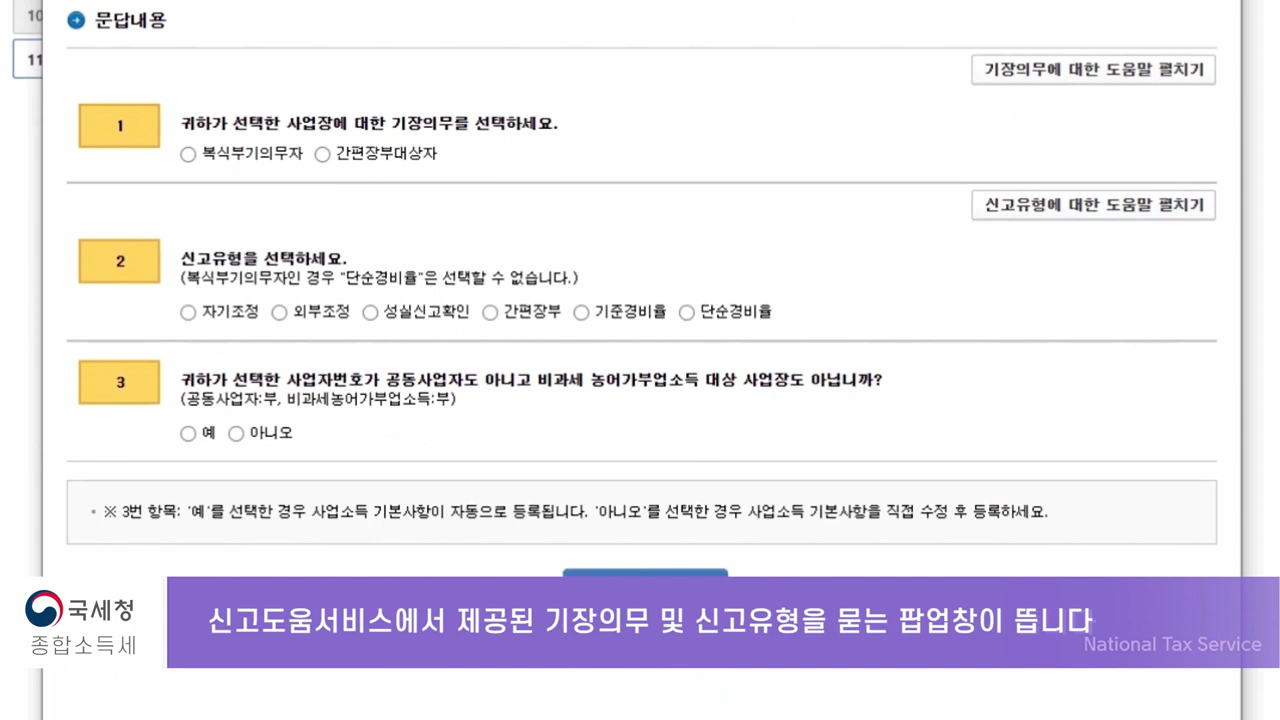 10
문답내용
11
기장의무에 대한 도움말 펼치기
1
귀하가 선택한 사업장에 대한 기장의무를 선택하세요.
복식부기의무자 간편장부대상자
신고유형에 대한 도움말 펼치기
2
신고유형을 선택하세요.
(복식부기의무자인 경우 "단순경비율"은 선택할 수 없습니다.)
자기조정 외부조정 성실신고확인 간편장부 기준경비율 단순경비율
3
귀하가 선택한 사업자번호가 공동사업자도 아니고 비과세 농어가부업소득 대상 사업장도 아닙니까?
(공동사업자:부, 비과세농어가부업소득:부)
예 아니오
• ※ 3번 항목: '예'를 선택한 경우 사업소득 기본사항이 자동으로 등록됩니다. '아니오'를 선택한 경우 사업소득 기본사항을 직접 수정 후 등록하세요.
국세청
종합소득세
신고도움서비스에서 제공된 기장의무 및 신고유형을 묻는 팝업창이 뜹니다
National Tax Service